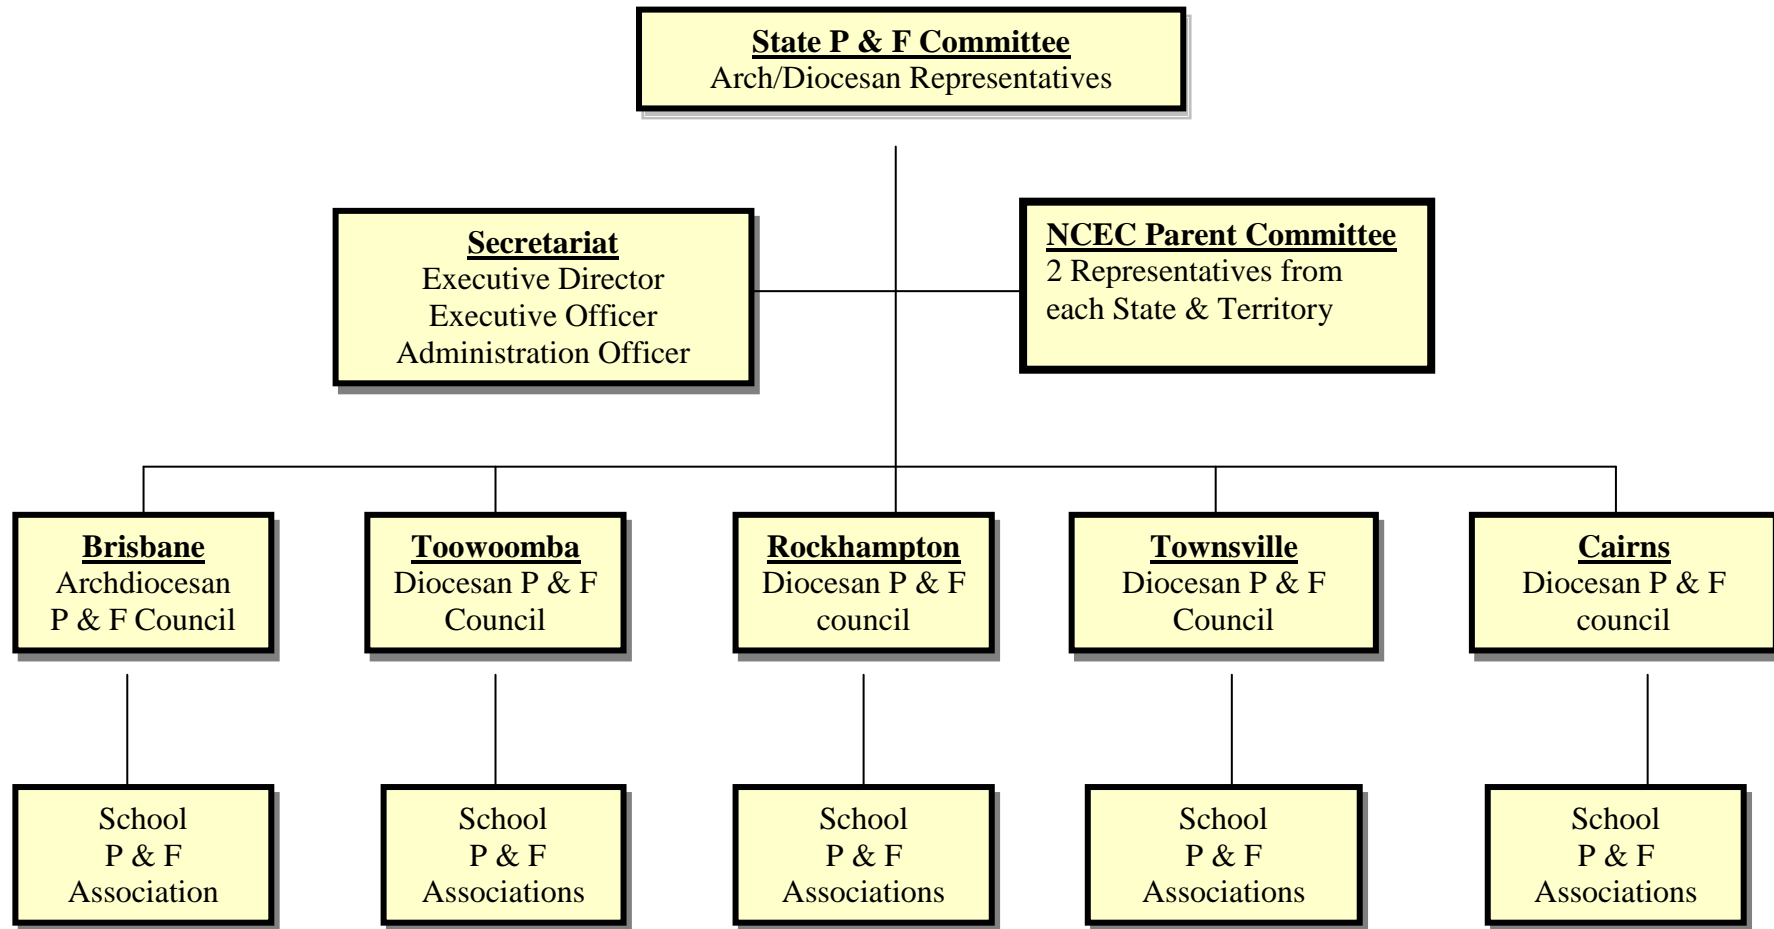 State P & F Committee
Arch/Diocesan Representatives
Secretariat
Executive Director
Executive Officer
Administration Officer
NCEC Parent Committee
2 Representatives from
each State & Territory
Brisbane
Archdiocesan
P & F Council
Toowoomba
Diocesan P & F
Council
Rockhampton
Diocesan P & F
council
Townsville
Diocesan P & F
Council
Cairns
Diocesan P & F
council
School
P & F
Association
School
P & F
Associations
School
P & F
Associations
School
P & F
Associations
School
P & F
Associations